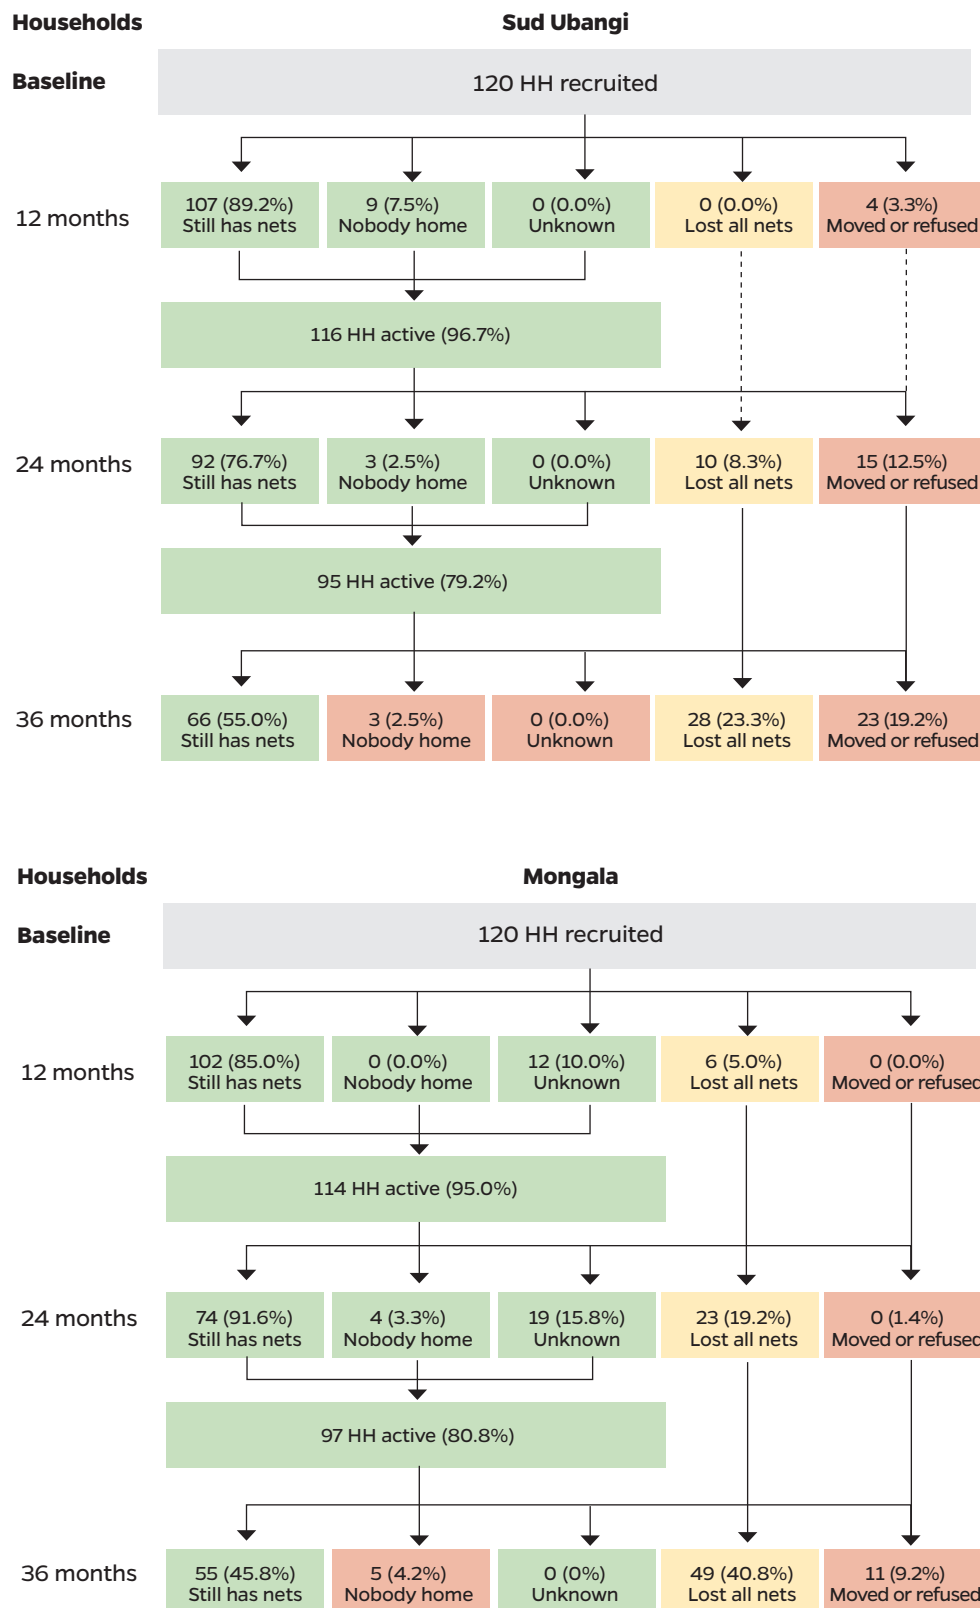 Households
Sud Ubangi
Baseline
120 HH recruited
12 months
107 (89.2%)
Still has nets
9 (7.5%)
Nobody home
0 (0.0%)
Unknown
0 (0.0%)
Lost all nets
4 (3.3%)
Moved or refused
116 HH active (96.7%)
24 months
92 (76.7%)
Still has nets
3 (2.5%)
Nobody home
0 (0.0%)
Unknown
10 (8.3%)
Lost all nets
15 (12.5%)
Moved or refused
95 HH active (79.2%)
36 months
66 (55.0%)
Still has nets
3 (2.5%)
Nobody home
0 (0.0%)
Unknown
28 (23.3%)
Lost all nets
23 (19.2%)
Moved or refused
Households
Mongala
Baseline
120 HH recruited
12 months
102 (85.0%)
Still has nets
0 (0.0%)
Nobody home
12 (10.0%)
Unknown
6 (5.0%)
Lost all nets
0 (0.0%)
Moved or refused
114 HH active (95.0%)
24 months
74 (91.6%)
Still has nets
4 (3.3%)
Nobody home
19 (15.8%)
Unknown
23 (19.2%)
Lost all nets
0 (1.4%)
Moved or refused
97 HH active (80.8%)
36 months
55 (45.8%)
Still has nets
5 (4.2%)
Nobody home
0 (0%)
Unknown
49 (40.8%)
Lost all nets
11 (9.2%)
Moved or refused